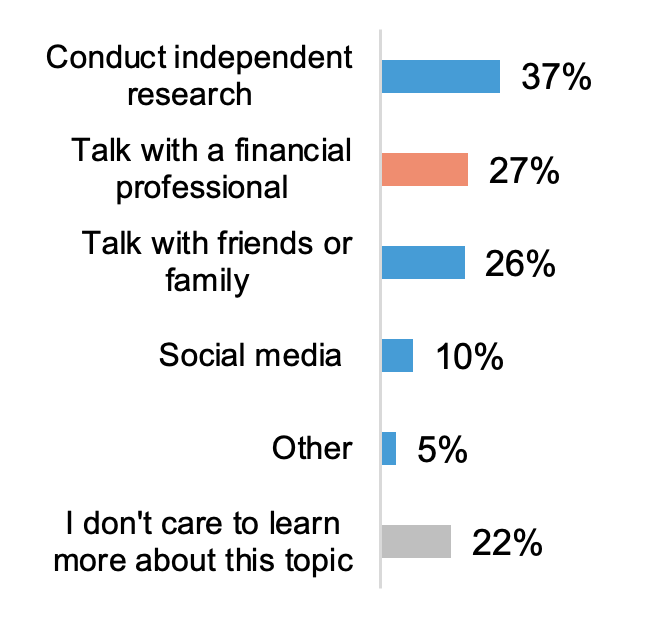 Conduct independent
research
37%
Talk with a financial
professional
27%
Talk with friends or
family
26%
Social media
10%
Other
5%
I don't care to learn
more about this topic
22%